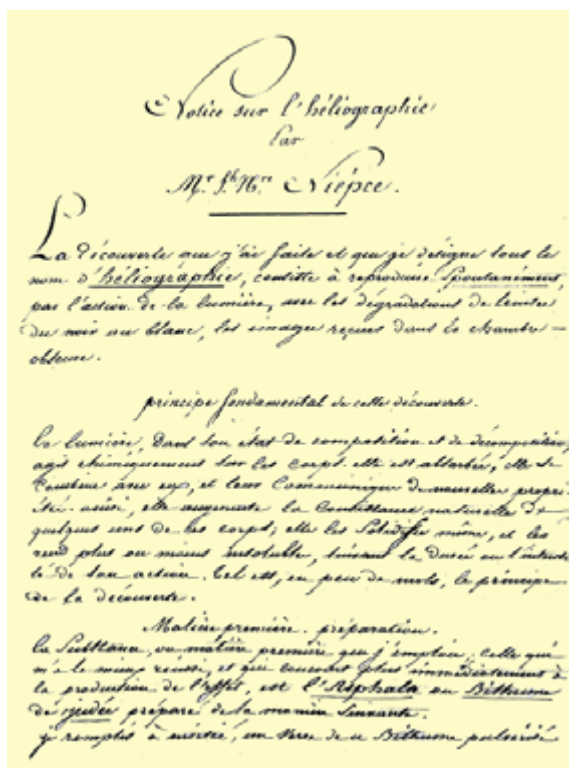 Notice sur l'héliographie
Par
Mr. Jh. Nre. Niépce.
La découverte que j'ai faite et que je désigne sous le
nom d'héliographie, consiste à reproduire spontanément,
par l'action de la lumière, avec les dégradations de teintes
du noir au blanc, les images reçues dans la chambre-
obscure.
principe fondamental de cette découverte.
la lumière, dans son état de composition et de décomposition,
agit chimiquement sur les corps. elle est absorbée, elle se
combine avec eux, et leur communique de nouvelles propri-
étés. ainsi, elle augmente la consistance naturelle de
quelques uns de ces corps; elle les solidifie même, et les
rend plus ou moins insoluble, suivant la durée ou l'intensi-
té de son action. tel est, en peu de mots, le principe
de la découverte.
Matière première. préparation.
la substance, ou matière première que j'emploie, celle qui
m'a le mieux réussi, et qui concourt plus immédiatement à
la production de l'effet, est l'Asphalte ou Bithume
de judée préparé de la manière suivante.
je remplis à moitié, un verre de ce Bithume pulvérisé